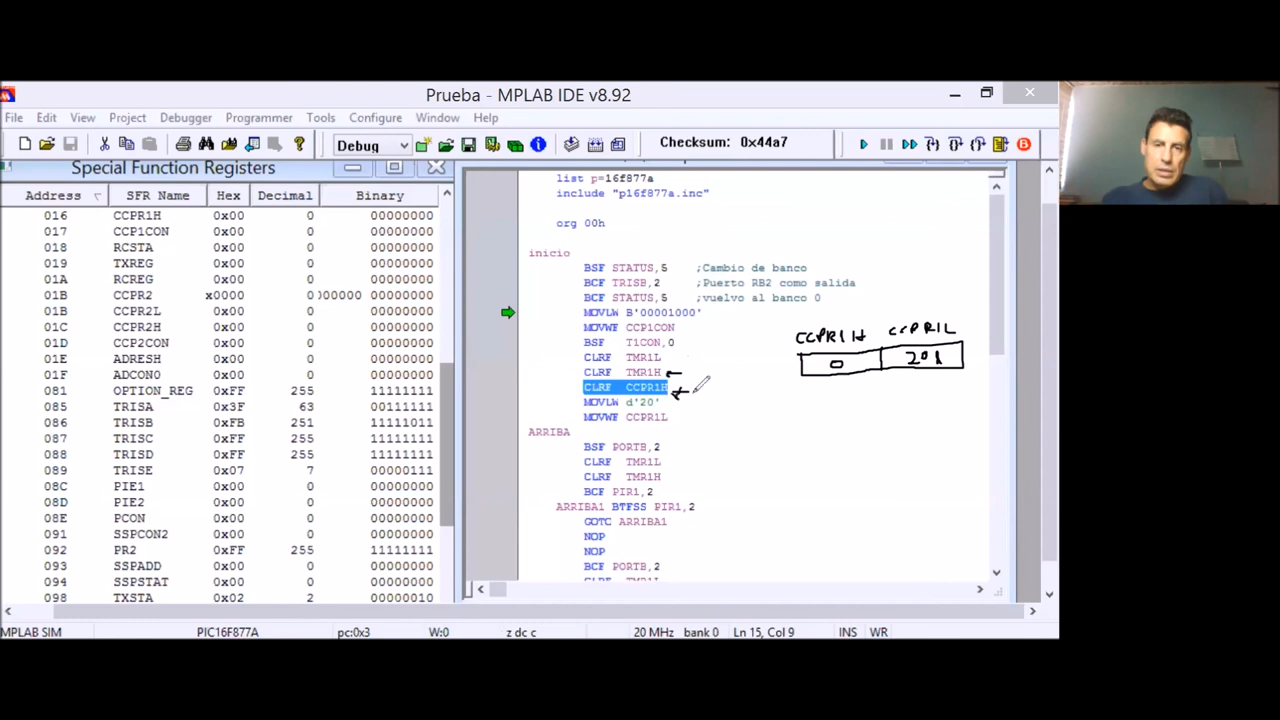 Prueba - MPLAB IDE v8.92
File Edit View Project Debugger Programmer Tools Configure Window Help
Debug
Checksum: 0x44a7
Special Function Registers
Address SFR Name Hex Decimal Binary
016 CCPR1H 0x00 0 00000000
017 CCP1CON 0x00 0 00000000
018 RCSTA 0x00 0 00000000
019 TXREG 0x00 0 00000000
01A RCREG 0x00 0 00000000
01B CCPR2 x0000 0 )00000 00000000
01B CCPR2L 0x00 0 00000000
01C CCPR2H 0x00 0 00000000
01D CCP2CON 0x00 0 00000000
01E ADRESH 0x00 0 00000000
01F ADCON0 0x00 0 00000000
081 OPTION_REG 0xFF 255 11111111
085 TRISA 0x3F 63 00111111
086 TRISB 0xFB 251 11111011
087 TRISC 0xFF 255 11111111
088 TRISD 0xFF 255 11111111
089 TRISE 0x07 7 00000111
08C PIE1 0x00 0 00000000
08D PIE2 0x00 0 00000000
08E PCON 0x00 0 00000000
091 SSPCON2 0x00 0 00000000
092 PR2 0xFF 255 11111111
093 SSPADD 0x00 0 00000000
094 SSPSTAT 0x00 0 00000000
098 TXSTA 0x02 2 00000010
list p=16f877a
include "p16f877a.inc"
org 00h
inicio
BSF STATUS,5 ;Cambio de banco
BCF TRISB,2 ;Puerto RB2 como salida
BCF STATUS,5 ;vuelvo al banco 0
MOVLW B'00001000'
MOVWF CCP1CON
BSF T1CON,0
CLRF TMR1L
CLRF TMR1H
CLRF CCPR1H
MOVLW d'20'
MOVWF CCPR1L
ARRIBA
BSF PORTB,2
CLRF TMR1L
CLRF TMR1H
BCF PIR1,2
ARRIBA1 BTFSS PIR1,2
GOTO ARRIBA1
NOP
NOP
BCF PORTB,2
CLRF TMR1L
CCPR1H CCPR1L
0
MPLAB SIM PIC16F877A pc:0x3 W:0 z dc c 20 MHz bank 0 Ln 15, Col 9 INS WR